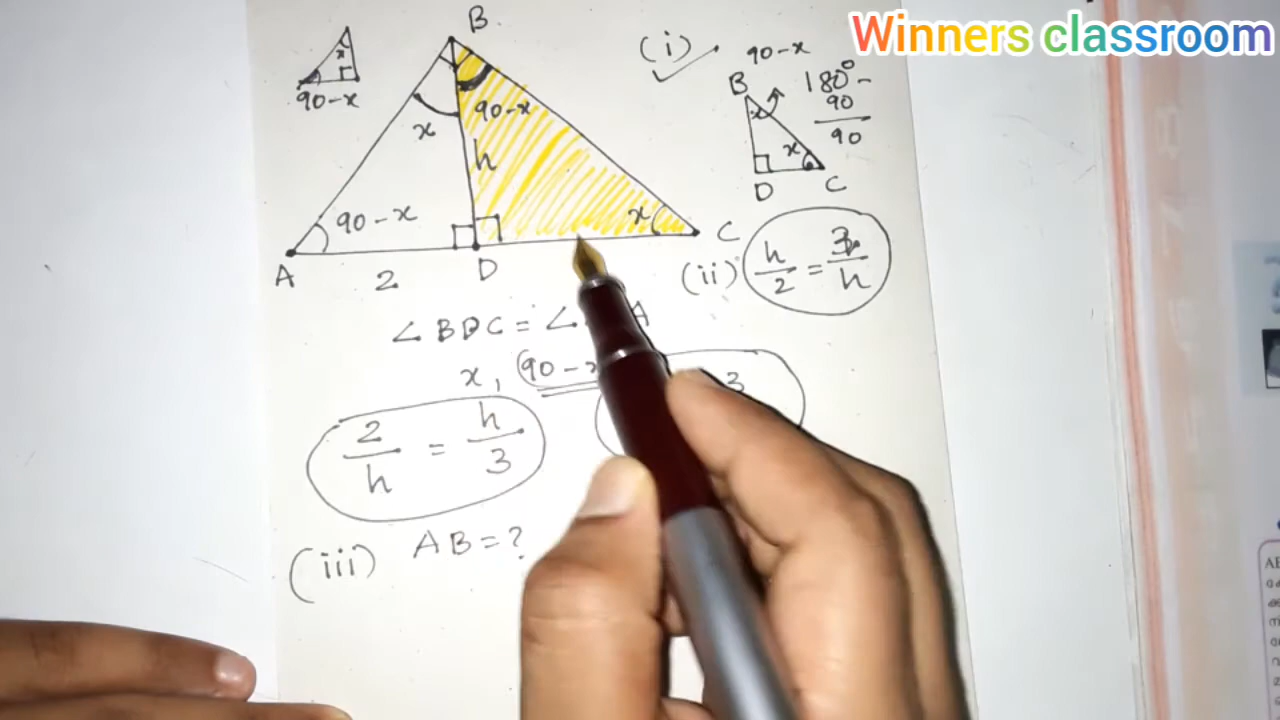 Winners classroom
B
(i)
90-x
x
90-x
B
180° -
90
90
x
x
D
C
90-x
x
h
90-x
x
A
2
D
C
(ii) h/2 = 3/h
∠BDC = ∠ A
x, 90-x
3
2/h = h/3
(iii) AB = ?